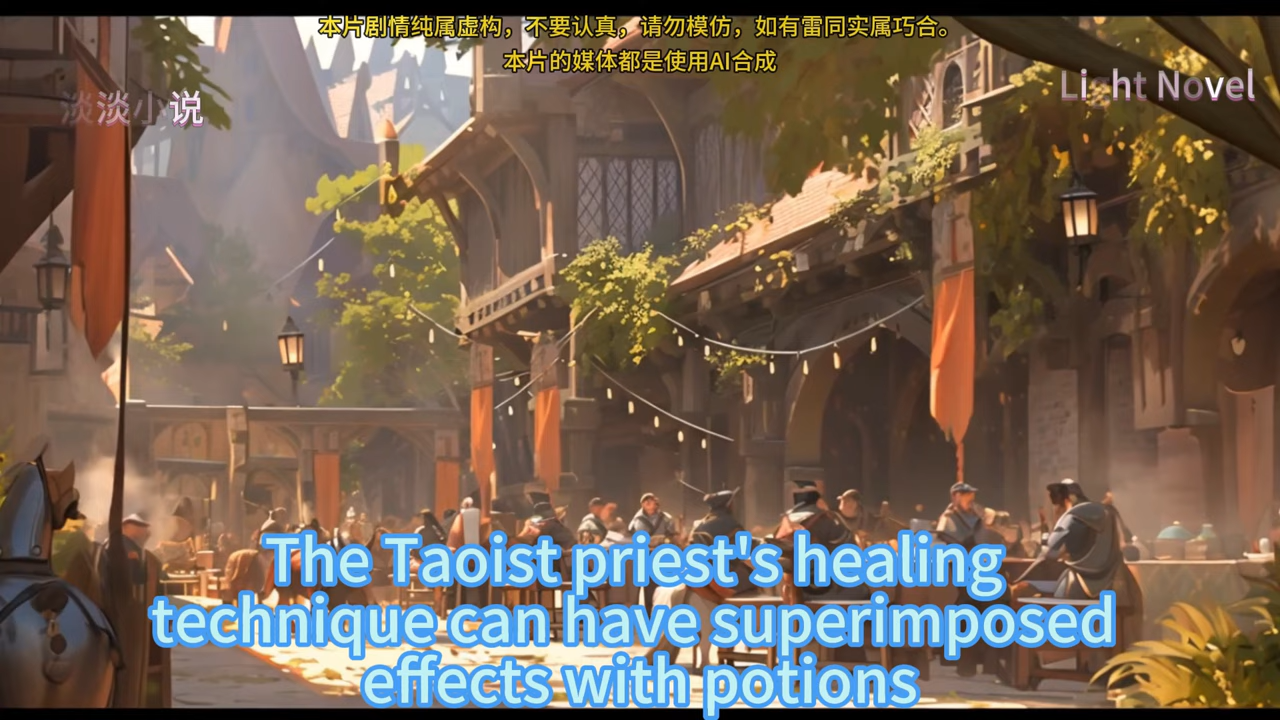 本片剧情纯属虚构，不要认真，请勿模仿，如有雷同实属巧合。
本片的媒体都是使用AI合成
淡淡小说
Light Novel
The Taoist priest's healing
technique can have superimposed
effects with potions